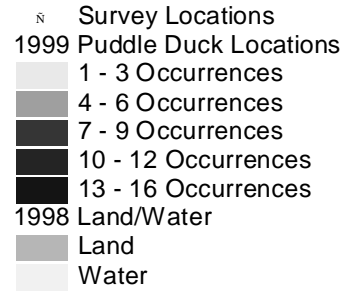 Ñ Survey Locations
1999 Puddle Duck Locations
1 - 3 Occurrences
4 - 6 Occurrences
7 - 9 Occurrences
10 - 12 Occurrences
13 - 16 Occurrences
1998 Land/Water
Land
Water